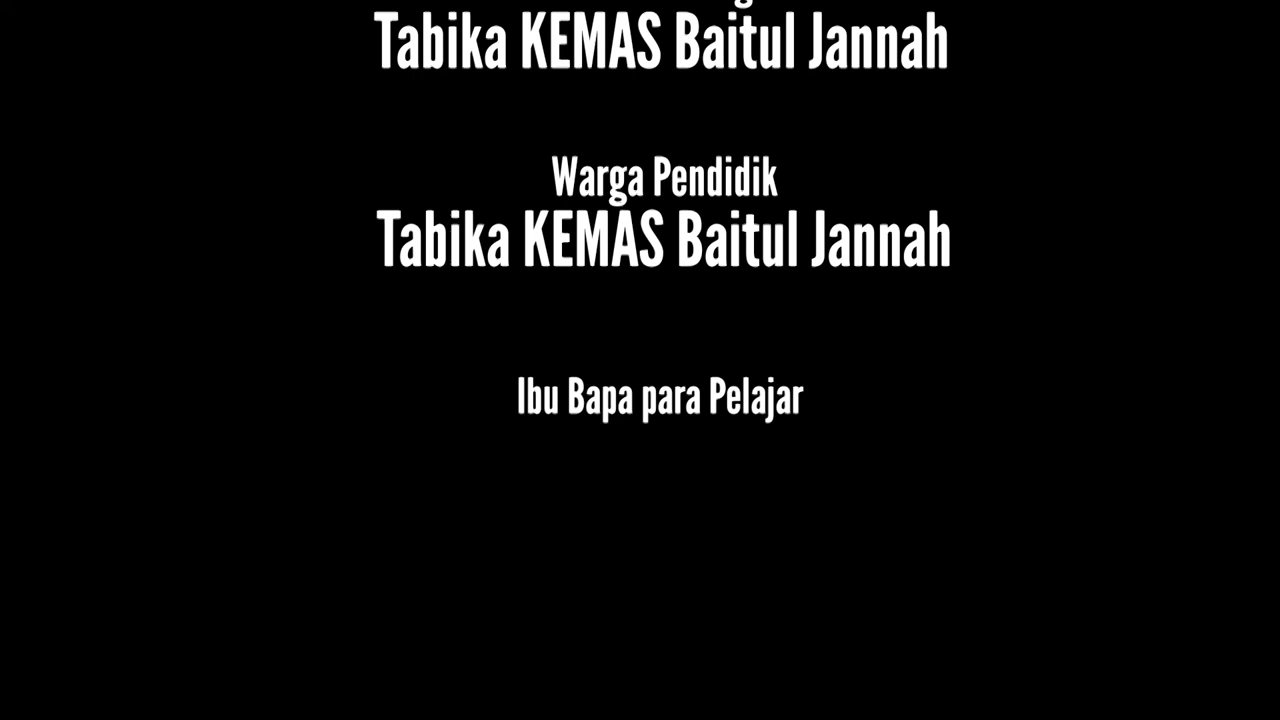 Tabika KEMAS Baitul Jannah
Warga Pendidik
Tabika KEMAS Baitul Jannah
Ibu Bapa para Pelajar